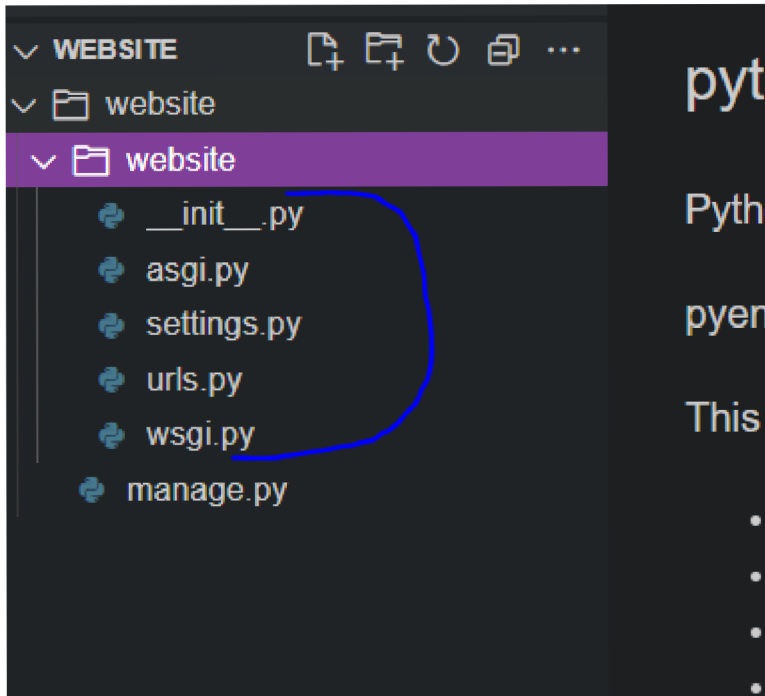 WEBSITE
website
website
__init__.py
asgi.py
settings.py
urls.py
wsgi.py
manage.py
pyt
Pyth
pyen
This